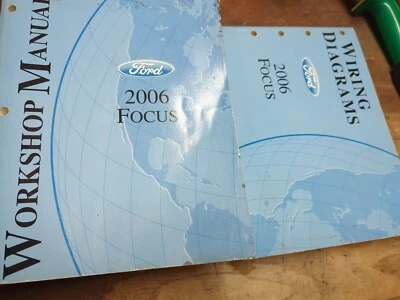 WORKSHOP MANUAL
Ford
2006
FOCUS
WIRING
DIAGRAMS
Ford
2006
FOCUS